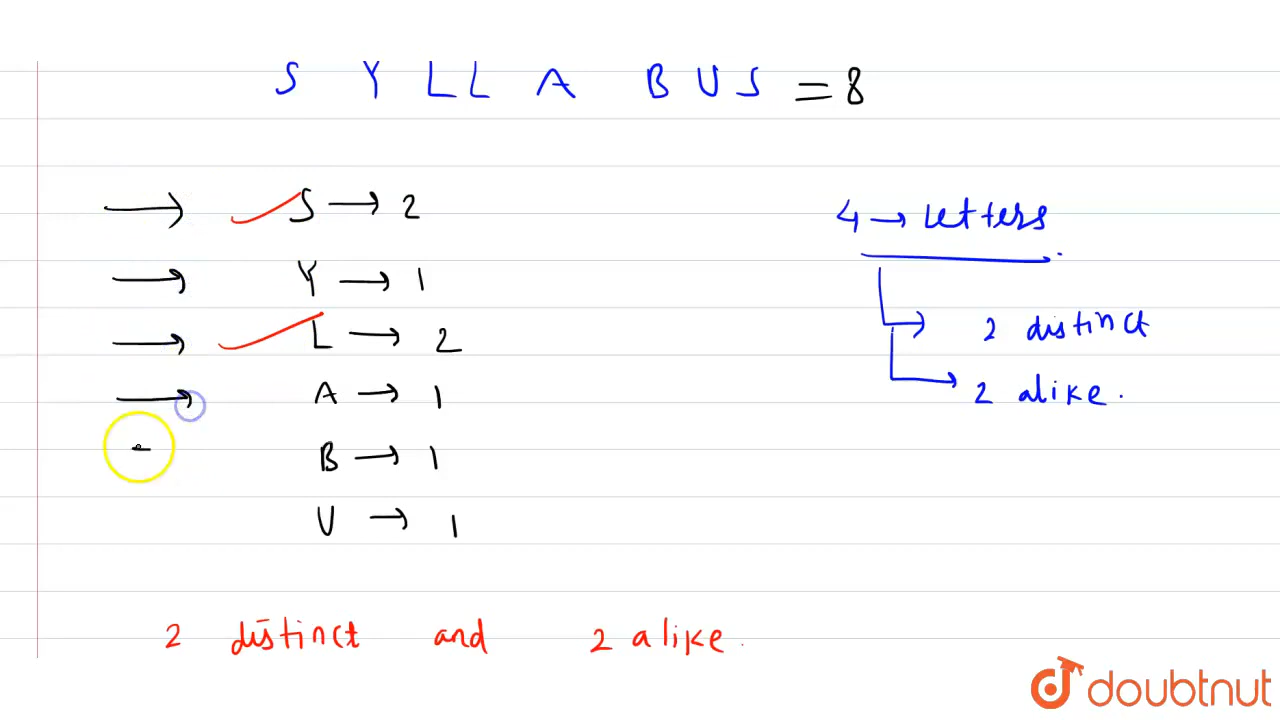 S Y L L A B U S = 8
→ S → 2
→ Y → 1
→ L → 2
→ A → 1
B → 1
U → 1
4 → Letters
→ 2 distinct
→ 2 alike.
2 distinct and 2 alike.
doubtnut